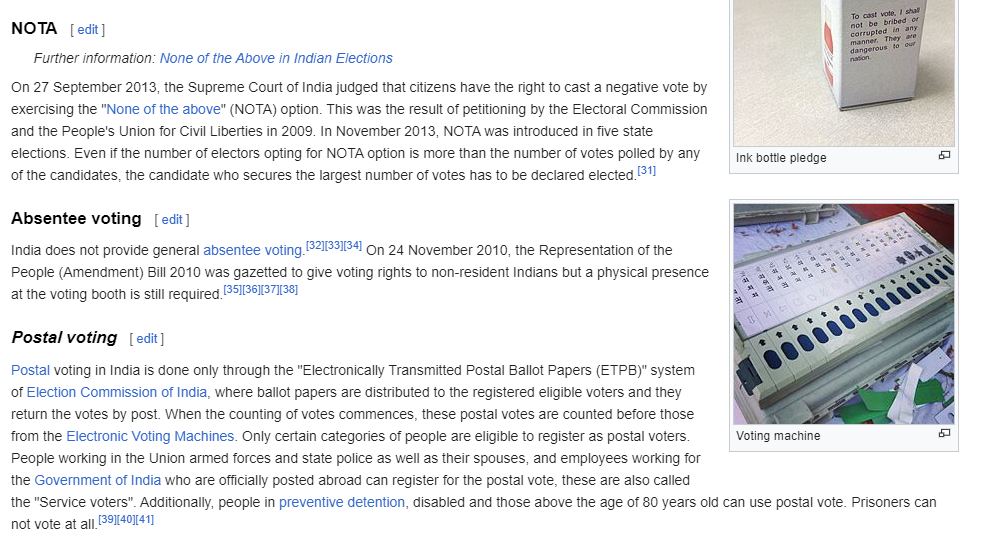 NOTA [ edit ]
Further information: None of the Above in Indian Elections
On 27 September 2013, the Supreme Court of India judged that citizens have the right to cast a negative vote by
exercising the "None of the above" (NOTA) option. This was the result of petitioning by the Electoral Commission
and the People's Union for Civil Liberties in 2009. In November 2013, NOTA was introduced in five state
elections. Even if the number of electors opting for NOTA option is more than the number of votes polled by any
of the candidates, the candidate who secures the largest number of votes has to be declared elected.[31]
Absentee voting [ edit ]
India does not provide general absentee voting.[32][33][34] On 24 November 2010, the Representation of the
People (Amendment) Bill 2010 was gazetted to give voting rights to non-resident Indians but a physical presence
at the voting booth is still required.[35][36][37][38]
Postal voting [ edit ]
Postal voting in India is done only through the "Electronically Transmitted Postal Ballot Papers (ETPB)" system
of Election Commission of India, where ballot papers are distributed to the registered eligible voters and they
return the votes by post. When the counting of votes commences, these postal votes are counted before those
from the Electronic Voting Machines. Only certain categories of people are eligible to register as postal voters.
People working in the Union armed forces and state police as well as their spouses, and employees working for
the Government of India who are officially posted abroad can register for the postal vote, these are also called
the "Service voters". Additionally, people in preventive detention, disabled and those above the age of 80 years old can use postal vote. Prisoners can
not vote at all.[39][40][41]
To cast vote, I shall
not be bribed or
corrupted in any
manner. They are
dangerous to our
nation.
Ink bottle pledge
Voting machine